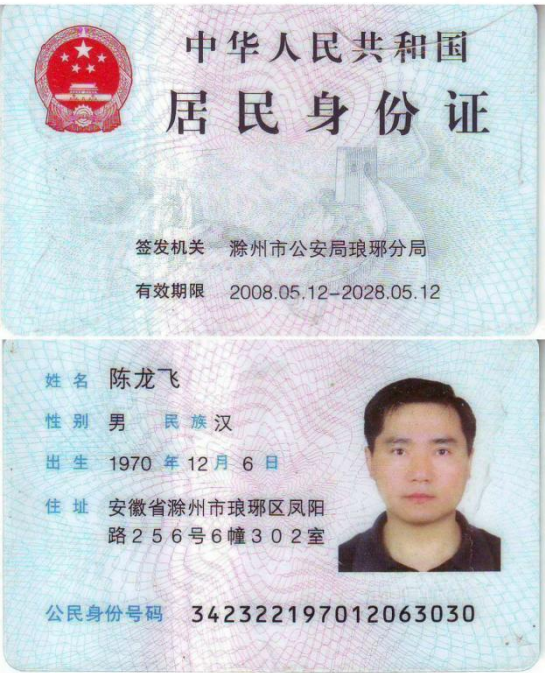 中华人民共和国
居民身份证
签发机关 滁州市公安局琅琊分局
有效期限 2008.05.12-2028.05.12
姓名 陈龙飞
性别 男 民族 汉
出生 1970 年 12 月 6 日
住址 安徽省滁州市琅琊区凤阳
路256号6幢302室
公民身份号码 342322197012063030